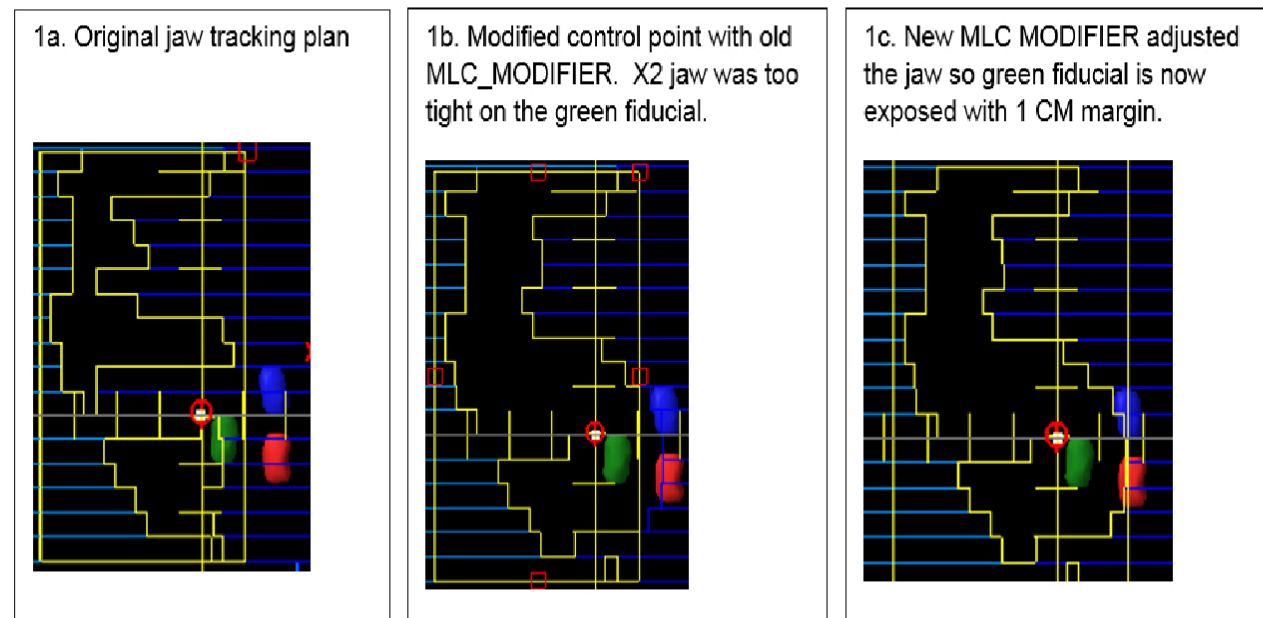 1a. Original jaw tracking plan
1b. Modified control point with old
MLC_MODIFIER. X2 jaw was too
tight on the green fiducial.
1c. New MLC MODIFIER adjusted
the jaw so green fiducial is now
exposed with 1 CM margin.